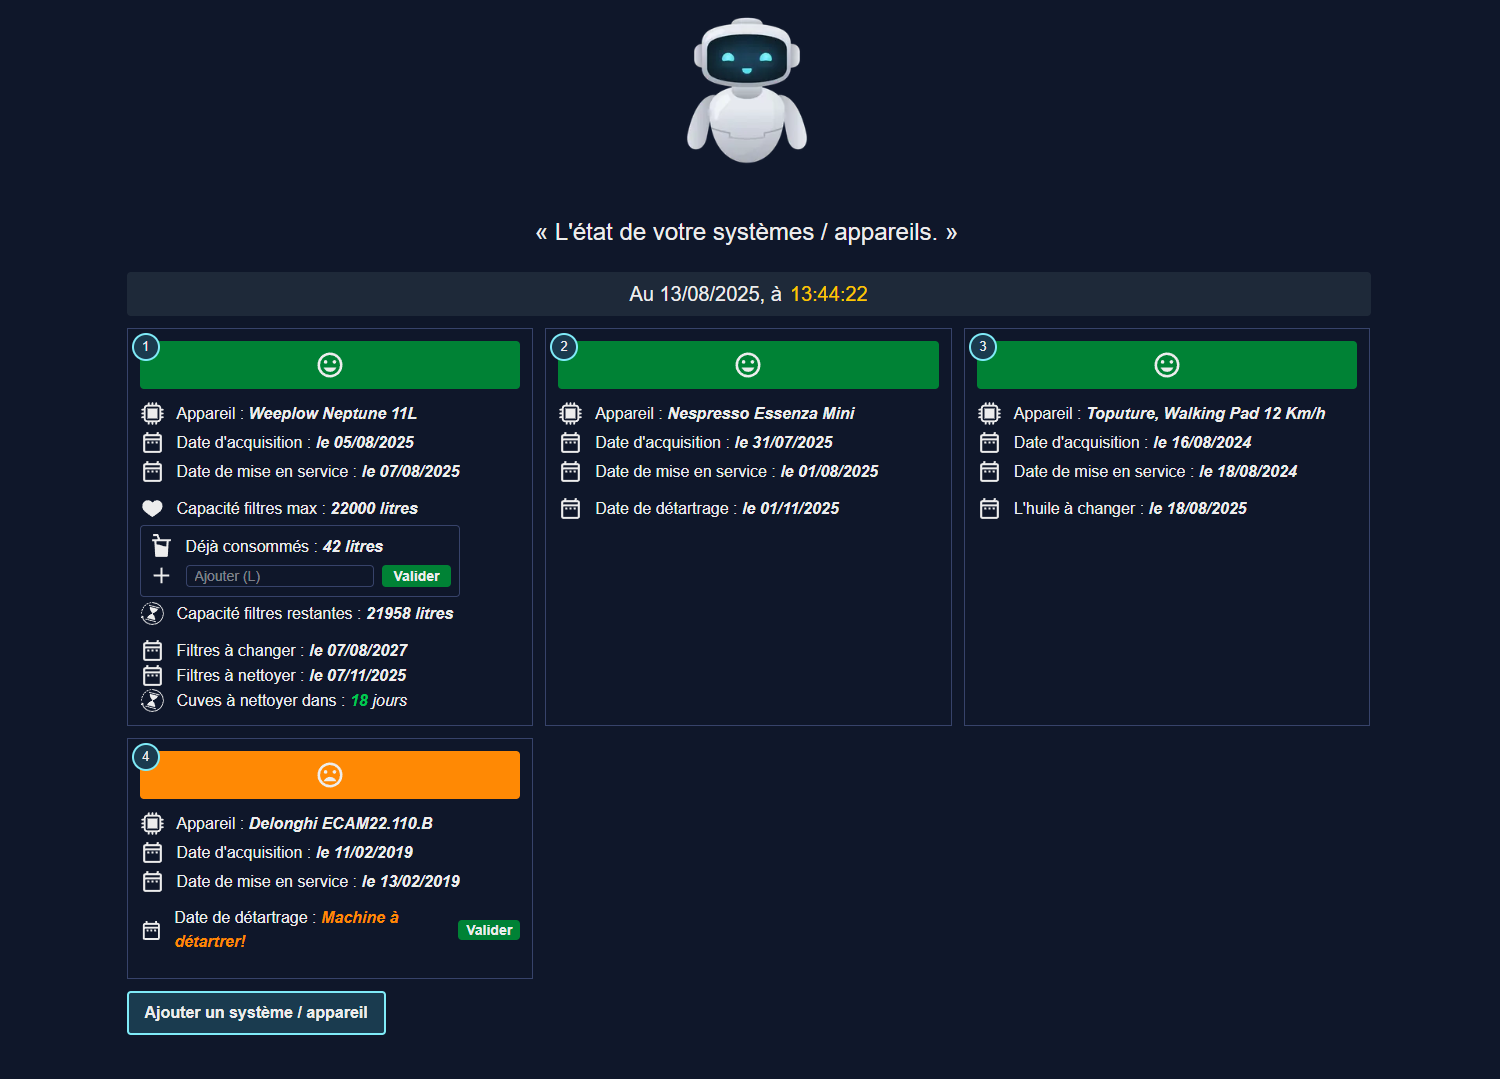 « L'état de votre systèmes / appareils. »
Au 13/08/2025, à 13:44:22
1
Appareil : Weeplow Neptune 11L
Date d'acquisition : le 05/08/2025
Date de mise en service : le 07/08/2025
Capacité filtres max : 22000 litres
Déjà consommés : 42 litres
Ajouter (L) Valider
Capacité filtres restantes : 21958 litres
Filtres à changer : le 07/08/2027
Filtres à nettoyer : le 07/11/2025
Cuves à nettoyer dans : 18 jours
2
Appareil : Nespresso Essenza Mini
Date d'acquisition : le 31/07/2025
Date de mise en service : le 01/08/2025
Date de détartrage : le 01/11/2025
3
Appareil : Toputure, Walking Pad 12 Km/h
Date d'acquisition : le 16/08/2024
Date de mise en service : le 18/08/2024
L'huile à changer : le 18/08/2025
4
Appareil : Delonghi ECAM22.110.B
Date d'acquisition : le 11/02/2019
Date de mise en service : le 13/02/2019
Date de détartrage : Machine à
détartrer!
Valider
Ajouter un système / appareil